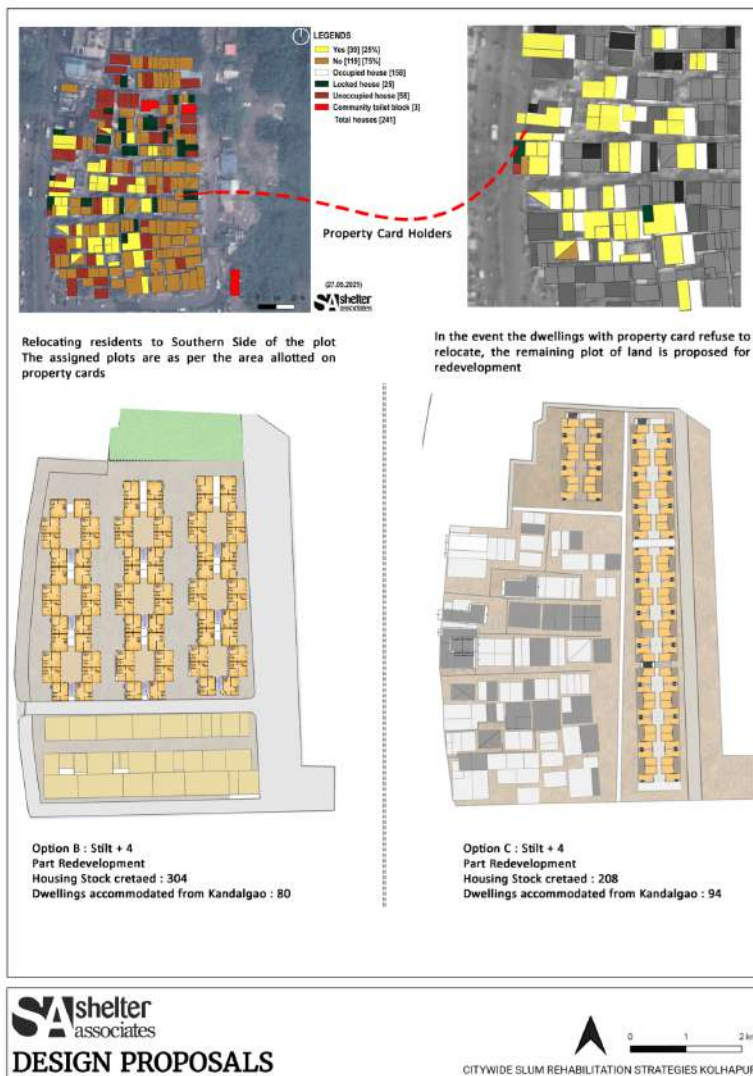 LEGENDS
Yes [39] [25%]
No [119] [75%]
Occupied house [158]
Locked house [25]
Unoccupied house [58]
Community toilet block [3]
Total houses [241]
Property Card Holders
(27.05.2021)
SA shelter
associates
Relocating residents to Southern Side of the plot
The assigned plots are as per the area allotted on
property cards
In the event the dwellings with property card refuse to
relocate, the remaining plot of land is proposed for
redevelopment
Option B : Stilt + 4
Part Redevelopment
Housing Stock cretaed : 304
Dwellings accommodated from Kandalgao : 80
Option C : Stilt + 4
Part Redevelopment
Housing Stock cretaed : 208
Dwellings accommodated from Kandalgao : 94
SA shelter
associates
DESIGN PROPOSALS
0 1 2 k
CITYWIDE SLUM REHABILITATION STRATEGIES KOLHAPUR